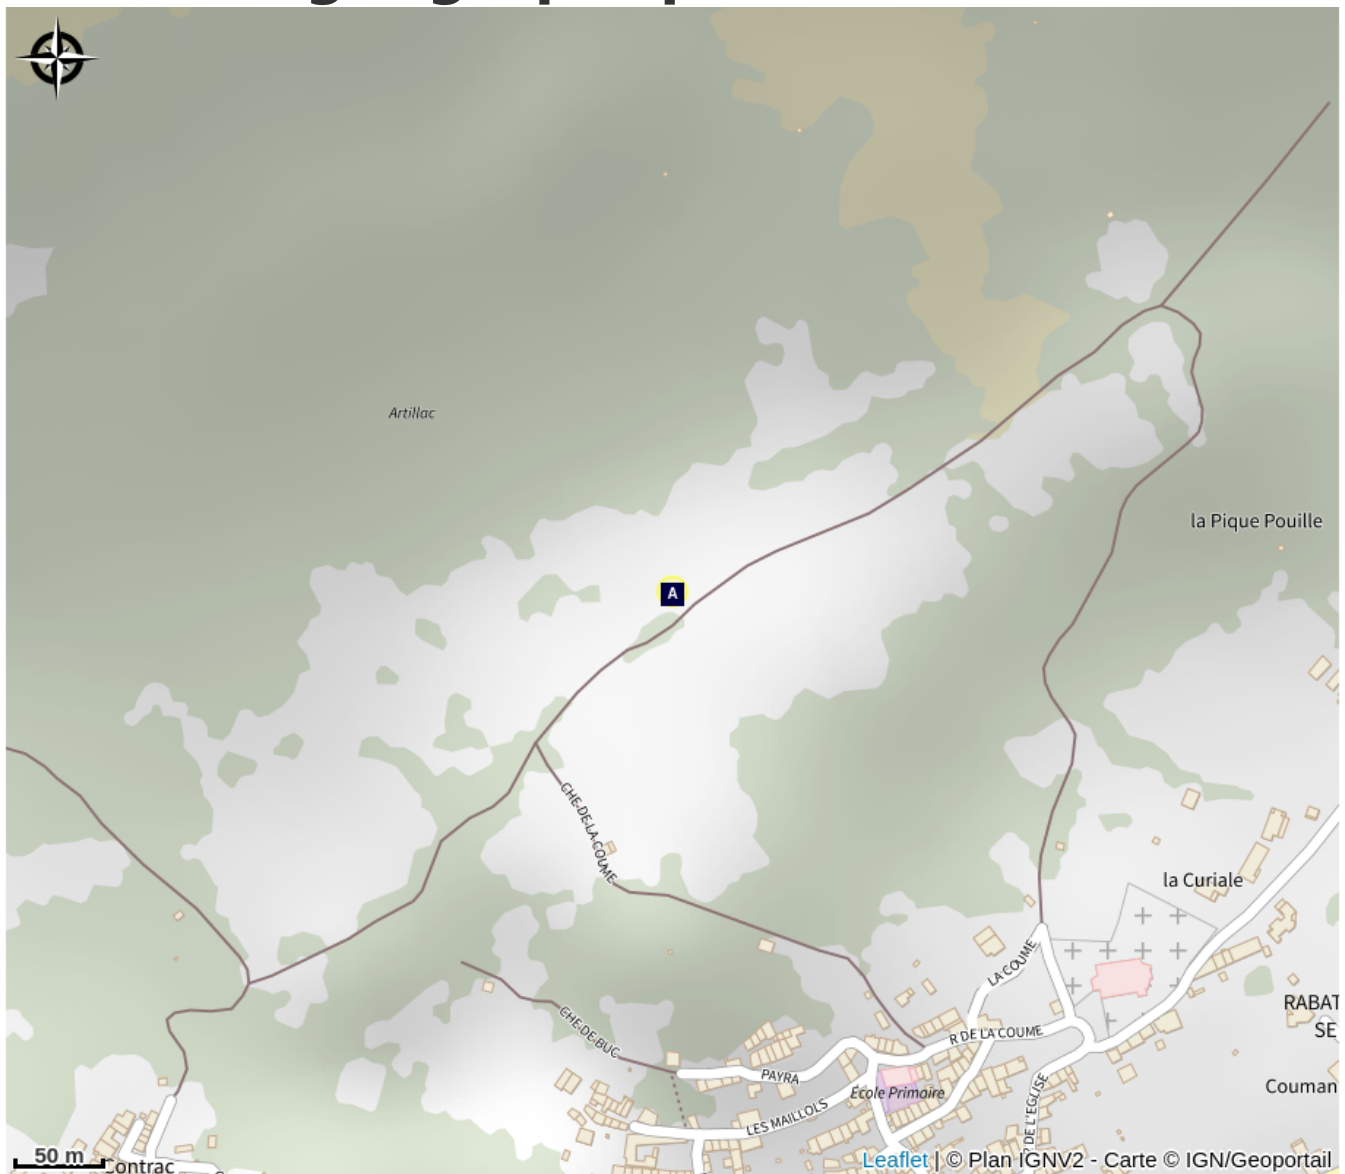 Artillac
la Pique Pouille
A
CHE DE LA COUME
la Curiale
LA COUME
RABAT
SE
CHE DE BUC
R DE LA COUME
PAYRA
École Primaire
Couman
LES MAILLOLS
DE L'EGLISE
50 m
Contrac
Leaflet | © Plan IGNV2 - Carte © IGN/Geoportail